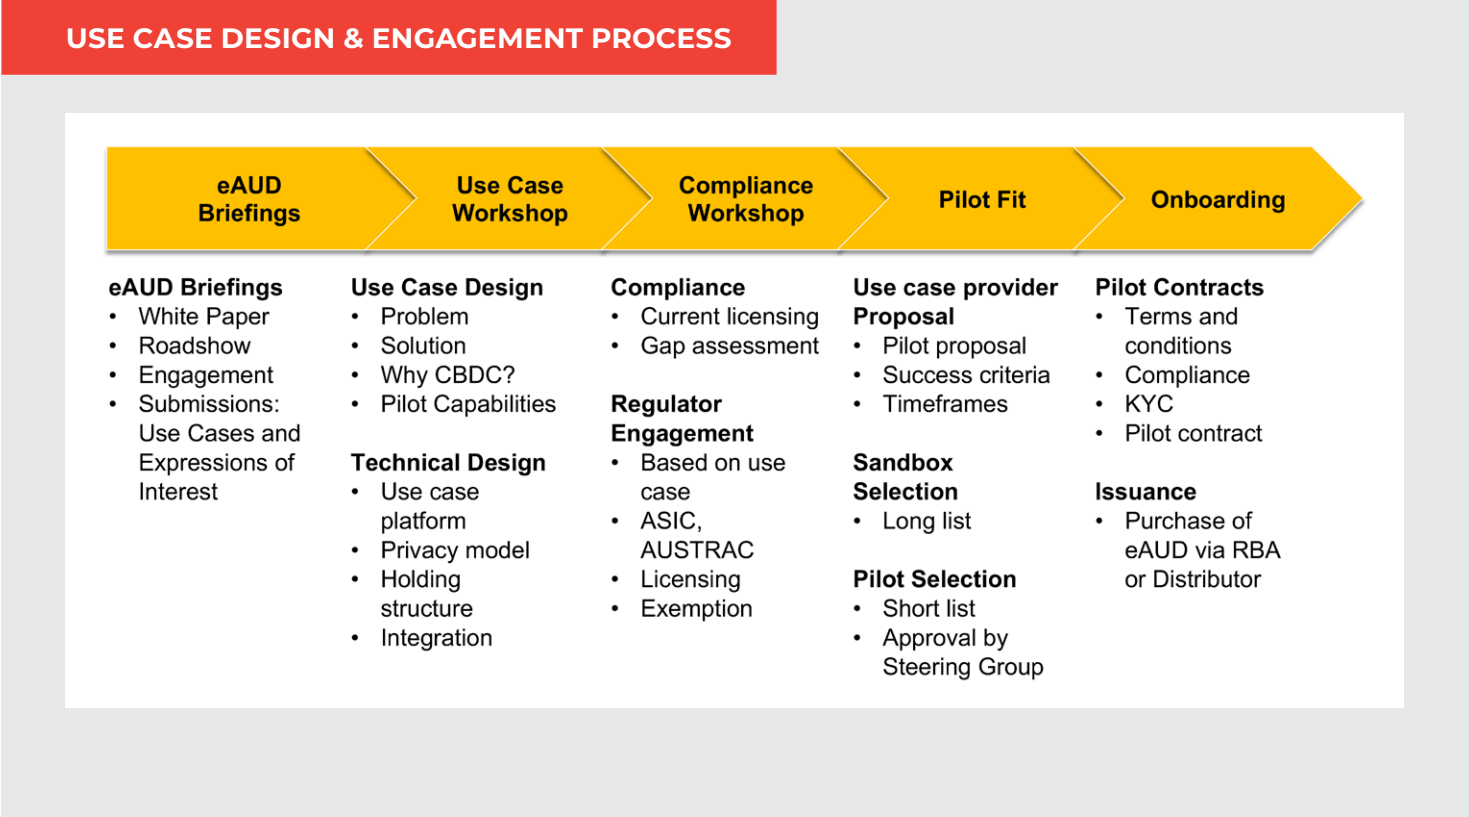 USE CASE DESIGN & ENGAGEMENT PROCESS
eAUD
Briefings
Use Case
Workshop
Compliance
Workshop
Pilot Fit
Onboarding
eAUD Briefings
• White Paper
• Roadshow
• Engagement
• Submissions:
Use Cases and
Expressions of
Interest
Use Case Design
• Problem
• Solution
• Why CBDC?
• Pilot Capabilities
Technical Design
• Use case
platform
• Privacy model
• Holding
structure
• Integration
Compliance
• Current licensing
• Gap assessment
Regulator
Engagement
• Based on use
case
• ASIC,
AUSTRAC
• Licensing
• Exemption
Use case provider
Proposal
• Pilot proposal
• Success criteria
• Timeframes
Sandbox
Selection
• Long list
Pilot Selection
• Short list
• Approval by
Steering Group
Pilot Contracts
• Terms and
conditions
• Compliance
• KYC
• Pilot contract
Issuance
• Purchase of
eAUD via RBA
or Distributor